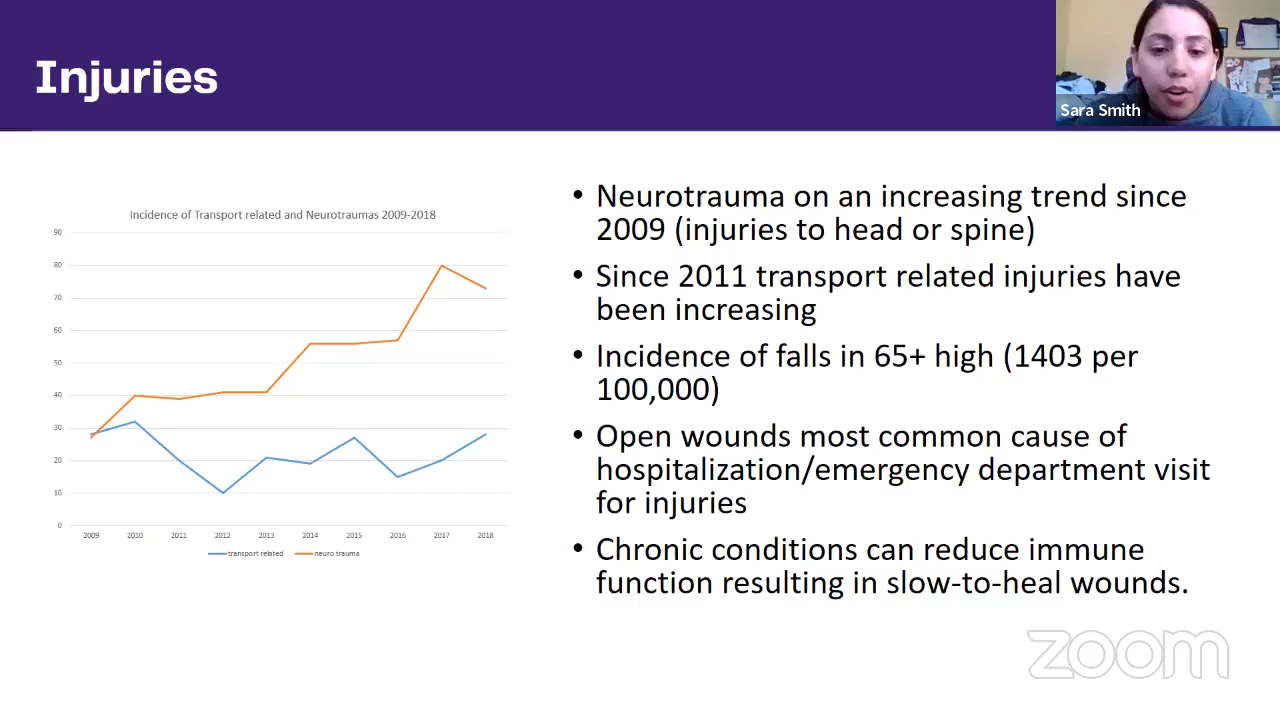 Injuries
Sara Smith
Incidence of Transport related and Neurotraumas 2009-2018
90
80
70
60
50
40
30
20
10
0
2009 2010 2011 2012 2013 2014 2015 2016 2017 2018
transport related neuro trauma
• Neurotrauma on an increasing trend since
2009 (injuries to head or spine)
• Since 2011 transport related injuries have
been increasing
• Incidence of falls in 65+ high (1403 per
100,000)
• Open wounds most common cause of
hospitalization/emergency department visit
for injuries
• Chronic conditions can reduce immune
function resulting in slow-to-heal wounds.
zoom